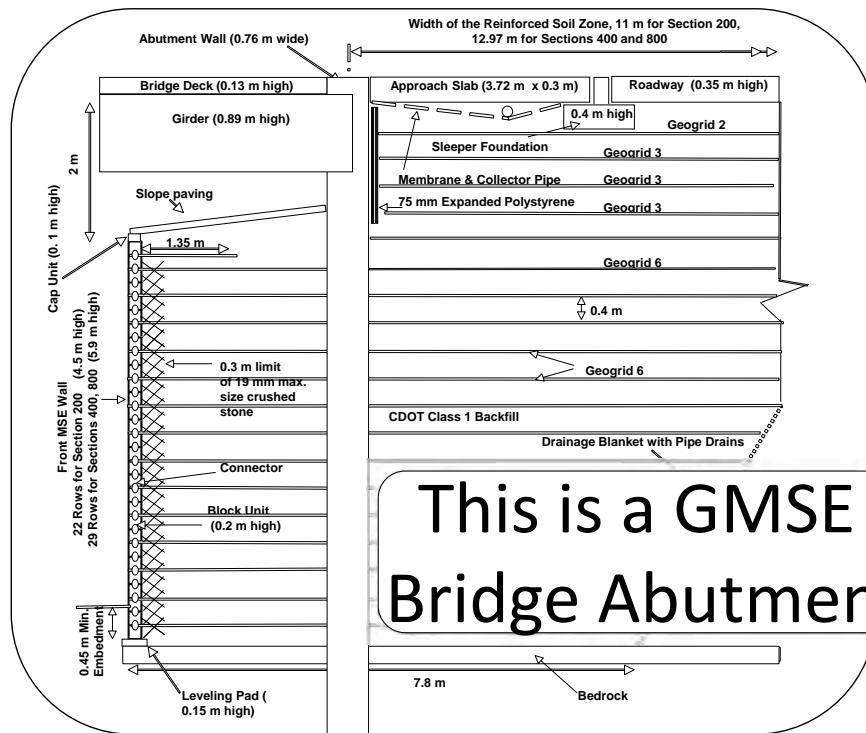 Width of the Reinforced Soil Zone, 11 m for Section 200,
12.97 m for Sections 400 and 800
Abutment Wall (0.76 m wide)
Bridge Deck (0.13 m high)
Approach Slab (3.72 m x 0.3 m)
Roadway (0.35 m high)
Girder (0.89 m high)
0.4 m high
Geogrid 2
Sleeper Foundation
Geogrid 3
2 m
Membrane & Collector Pipe
Geogrid 3
Slope paving
75 mm Expanded Polystyrene
Geogrid 3
Cap Unit (0. 1 m high)
1.35 m
Geogrid 6
0.4 m
Front MSE Wall
22 Rows for Section 200 (4.5 m high)
29 Rows for Sections 400, 800 (5.9 m high)
0.3 m limit
of 19 mm max.
size crushed
stone
Geogrid 6
CDOT Class 1 Backfill
Drainage Blanket with Pipe Drains
Connector
Block Unit
(0.2 m high)
This is a GMSE
Bridge Abutmen
0.45 m Min.
Embedment
7.8 m
Leveling Pad (
0.15 m high)
Bedrock